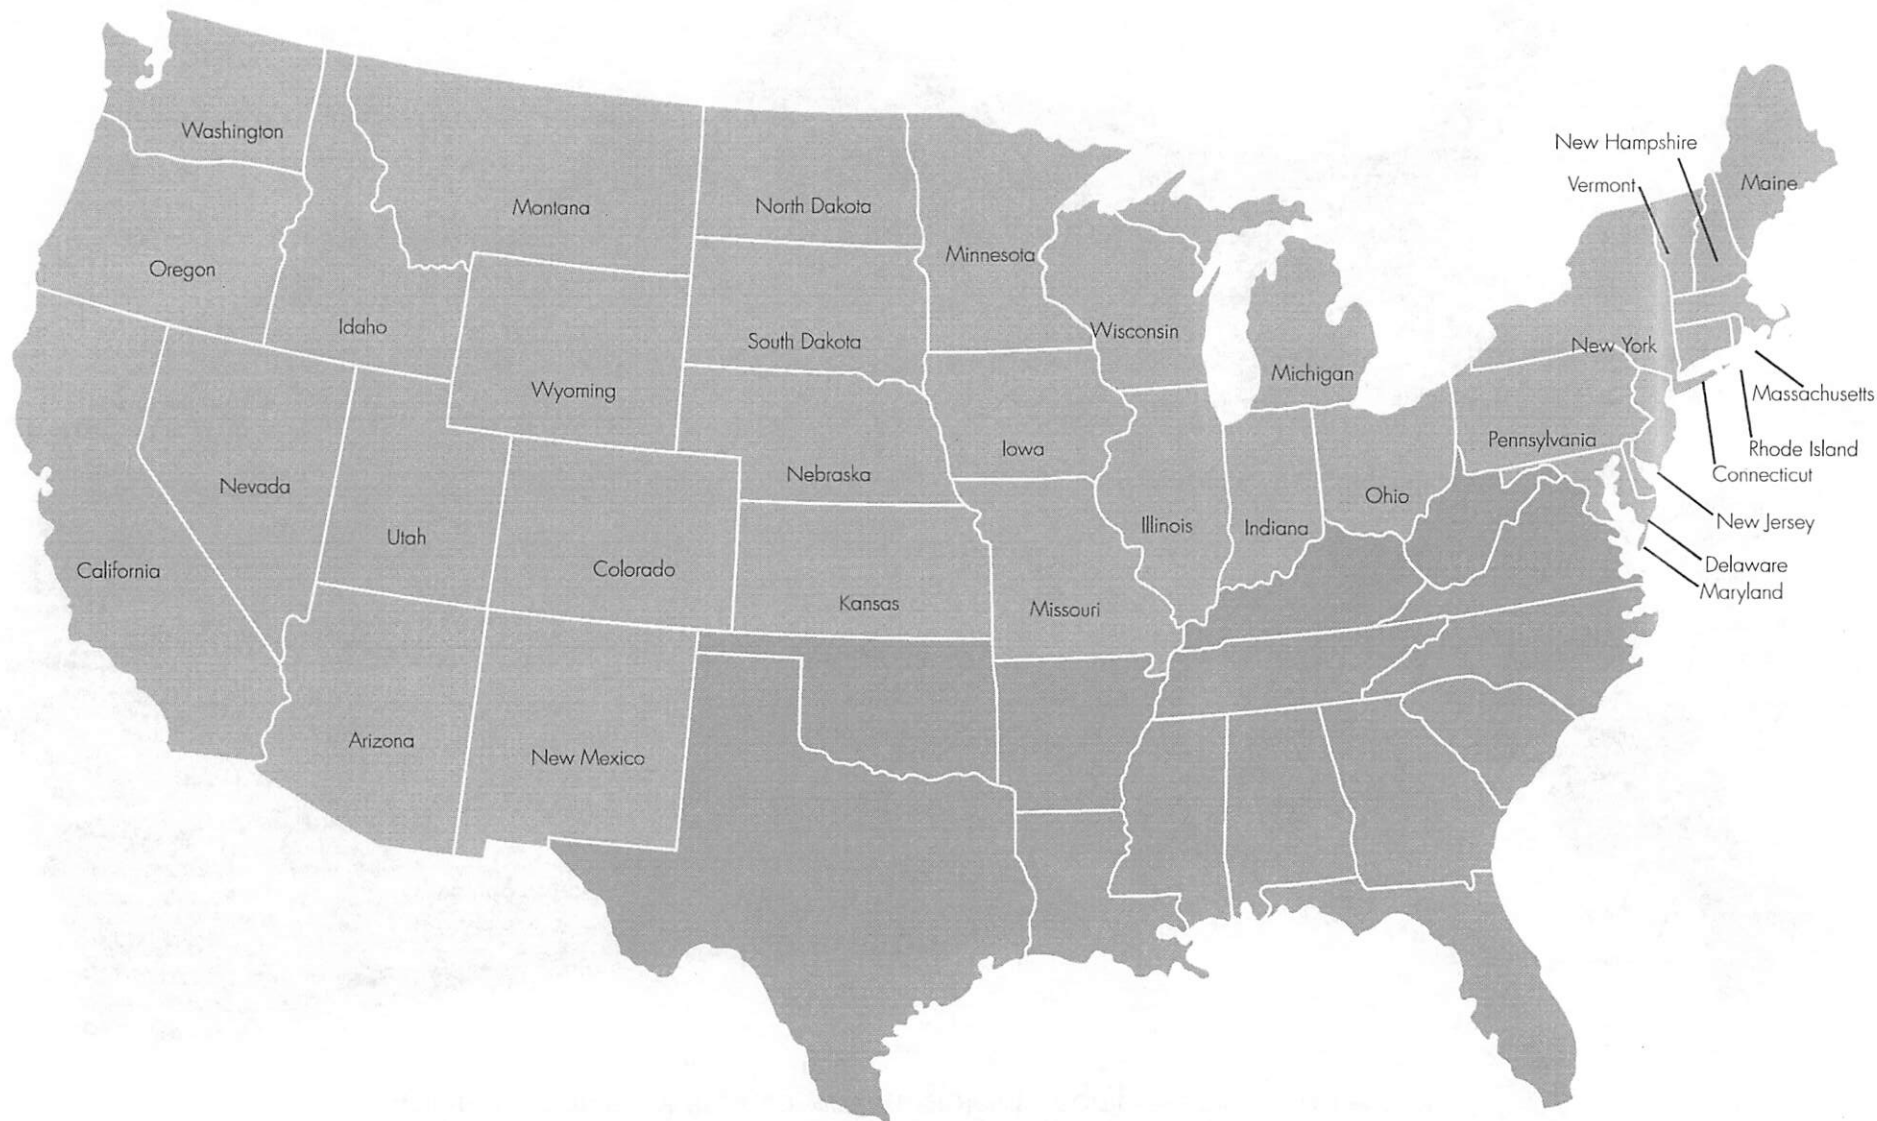 Washington
New Hampshire
Vermont
Maine
Montana
North Dakota
Minnesota
Oregon
Idaho
South Dakota
Wisconsin
New York
Michigan
Wyoming
Massachusetts
Pennsylvania
Iowa
Rhode Island
Connecticut
Nebraska
Nevada
Ohio
New Jersey
Illinois
Indiana
Utah
Colorado
Delaware
California
Maryland
Kansas
Missouri
Arizona
New Mexico